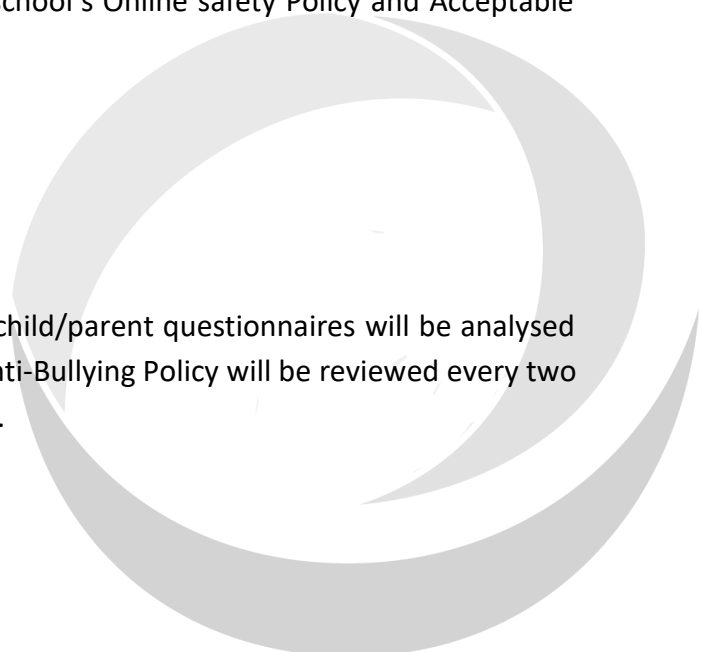 school's Online safety Policy and Acceptable
child/parent questionnaires will be analysed
nti-Bullying Policy will be reviewed every two
.